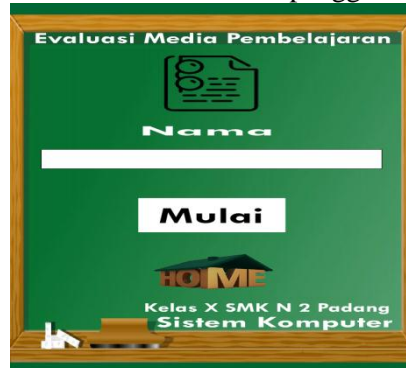 Evaluasi Media Pembelajaran
Nama
Mulai
HOME
Kelas X SMK N 2 Padang
Sistem Komputer